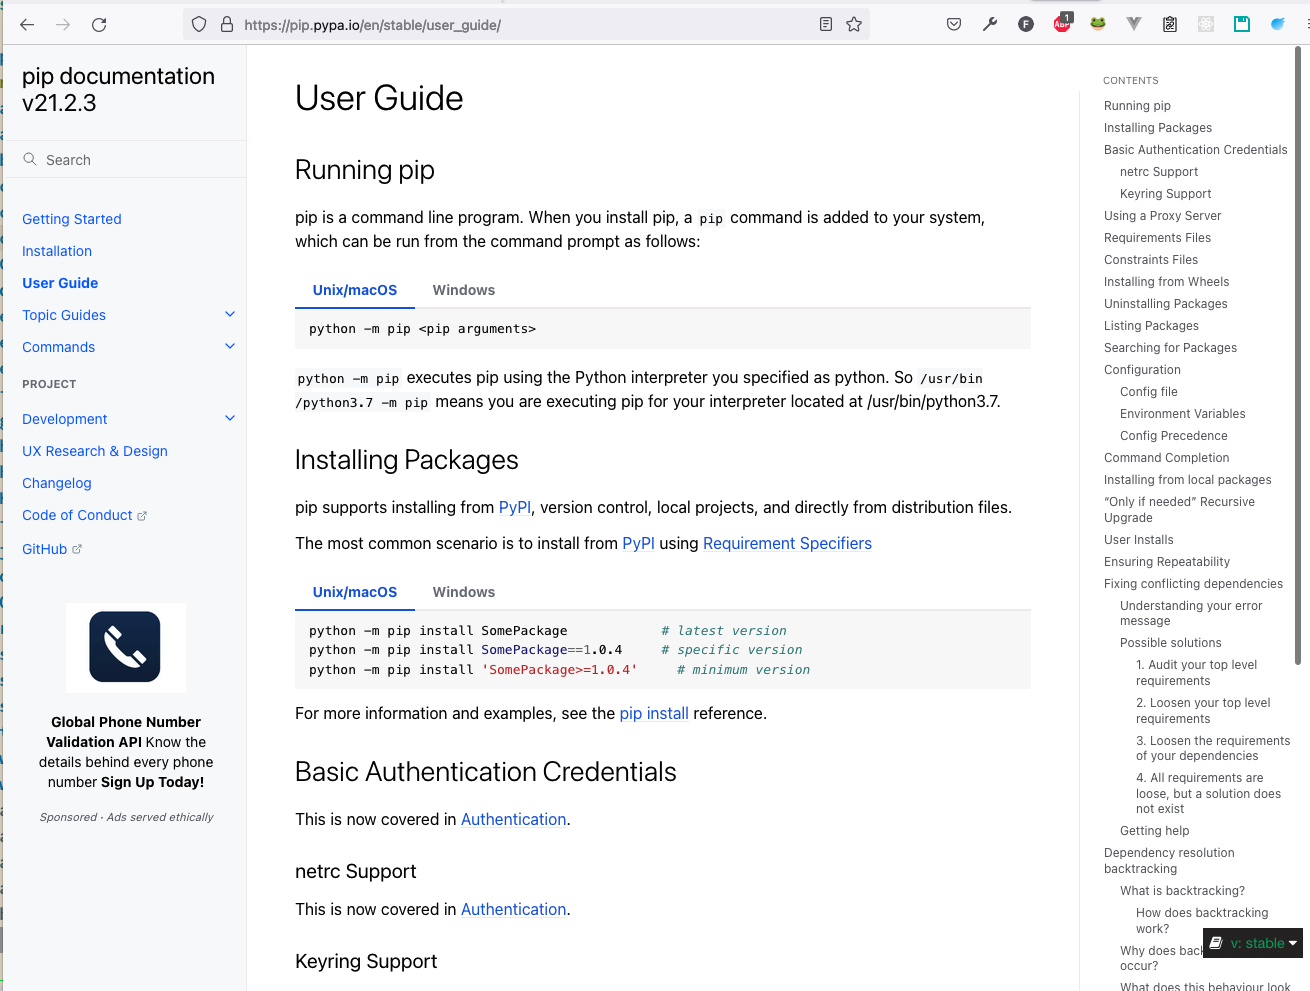 https://pip.pypa.io/en/stable/user_guide/
F
ABP
1
pip documentation
v21.2.3
Search
Getting Started
Installation
User Guide
Topic Guides
Commands
PROJECT
Development
UX Research & Design
Changelog
Code of Conduct
GitHub
Global Phone Number
Validation API Know the
details behind every phone
number Sign Up Today!
Sponsored · Ads served ethically
User Guide
Running pip
pip is a command line program. When you install pip, a pip command is added to your system,
which can be run from the command prompt as follows:
Unix/macOS Windows
python -m pip <pip arguments>
python -m pip executes pip using the Python interpreter you specified as python. So /usr/bin
/python3.7 -m pip means you are executing pip for your interpreter located at /usr/bin/python3.7.
Installing Packages
pip supports installing from PyPI, version control, local projects, and directly from distribution files.
The most common scenario is to install from PyPI using Requirement Specifiers
Unix/macOS Windows
python -m pip install SomePackage # latest version
python -m pip install SomePackage==1.0.4 # specific version
python -m pip install 'SomePackage>=1.0.4' # minimum version
For more information and examples, see the pip install reference.
Basic Authentication Credentials
This is now covered in Authentication.
netrc Support
This is now covered in Authentication.
Keyring Support
CONTENTS
Running pip
Installing Packages
Basic Authentication Credentials
netrc Support
Keyring Support
Using a Proxy Server
Requirements Files
Constraints Files
Installing from Wheels
Uninstalling Packages
Listing Packages
Searching for Packages
Configuration
Config file
Environment Variables
Config Precedence
Command Completion
Installing from local packages
“Only if needed” Recursive
Upgrade
User Installs
Ensuring Repeatability
Fixing conflicting dependencies
Understanding your error
message
Possible solutions
1. Audit your top level
requirements
2. Loosen your top level
requirements
3. Loosen the requirements
of your dependencies
4. All requirements are
loose, but a solution does
not exist
Getting help
Dependency resolution
backtracking
What is backtracking?
How does backtracking
work?
Why does
occur?
What does this behaviour look
v: stable